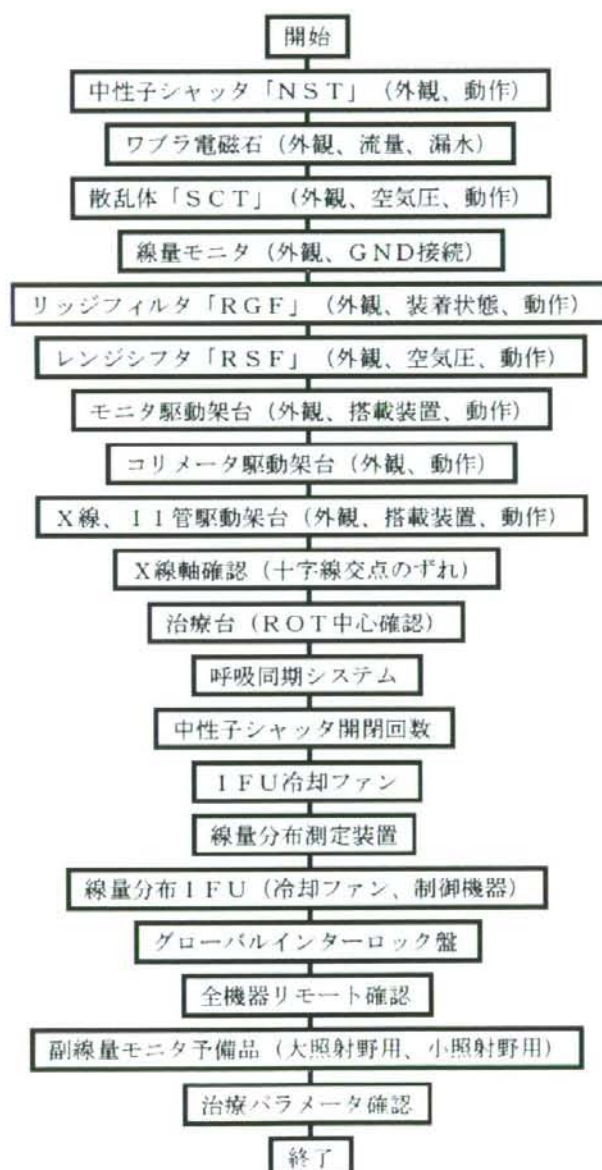 開始
中性子シャッタ「NST」（外観、動作）
ワブラ電磁石（外観、流量、漏水）
散乱体「SCT」（外観、空気圧、動作）
線量モニタ（外観、GND接続）
リッジフィルタ「RGF」（外観、装着状態、動作）
レンジシフタ「RSF」（外観、空気圧、動作）
モニタ駆動架台（外観、搭載装置、動作）
コリメータ駆動架台（外観、動作）
X線、II管駆動架台（外観、搭載装置、動作）
X線軸確認（十字線交点のずれ）
治療台（ROT中心確認）
呼吸同期システム
中性子シャッタ開閉回数
IFU冷却ファン
線量分布測定装置
線量分布IFU（冷却ファン、制御機器）
グローバルインターロック盤
全機器リモート確認
副線量モニタ予備品（大照射野用、小照射野用）
治療パラメータ確認
終了